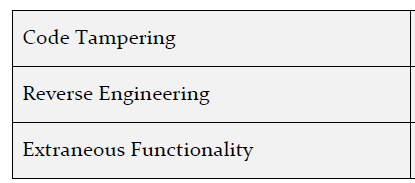 Code Tampering
Reverse Engineering
Extraneous Functionality